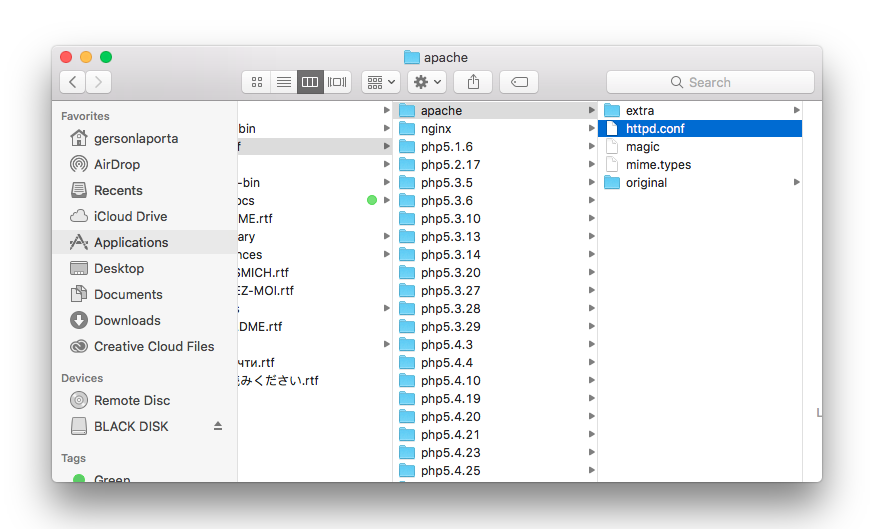 apache
Search
Favorites
gersonlaporta
AirDrop
Recents
iCloud Drive
Applications
Desktop
Documents
Downloads
Creative Cloud Files
Devices
Remote Disc
BLACK DISK
Tags
Green
bin
f
-bin
ocs
ME.rtf
ary
nces
SMICH.rtf
EZ-MOI.rtf
s
DME.rtf
чти.rtf
みください.rtf
apache
nginx
php5.1.6
php5.2.17
php5.3.5
php5.3.6
php5.3.10
php5.3.13
php5.3.14
php5.3.20
php5.3.27
php5.3.28
php5.3.29
php5.4.3
php5.4.4
php5.4.10
php5.4.19
php5.4.20
php5.4.21
php5.4.23
php5.4.25
extra
httpd.conf
magic
mime.types
original